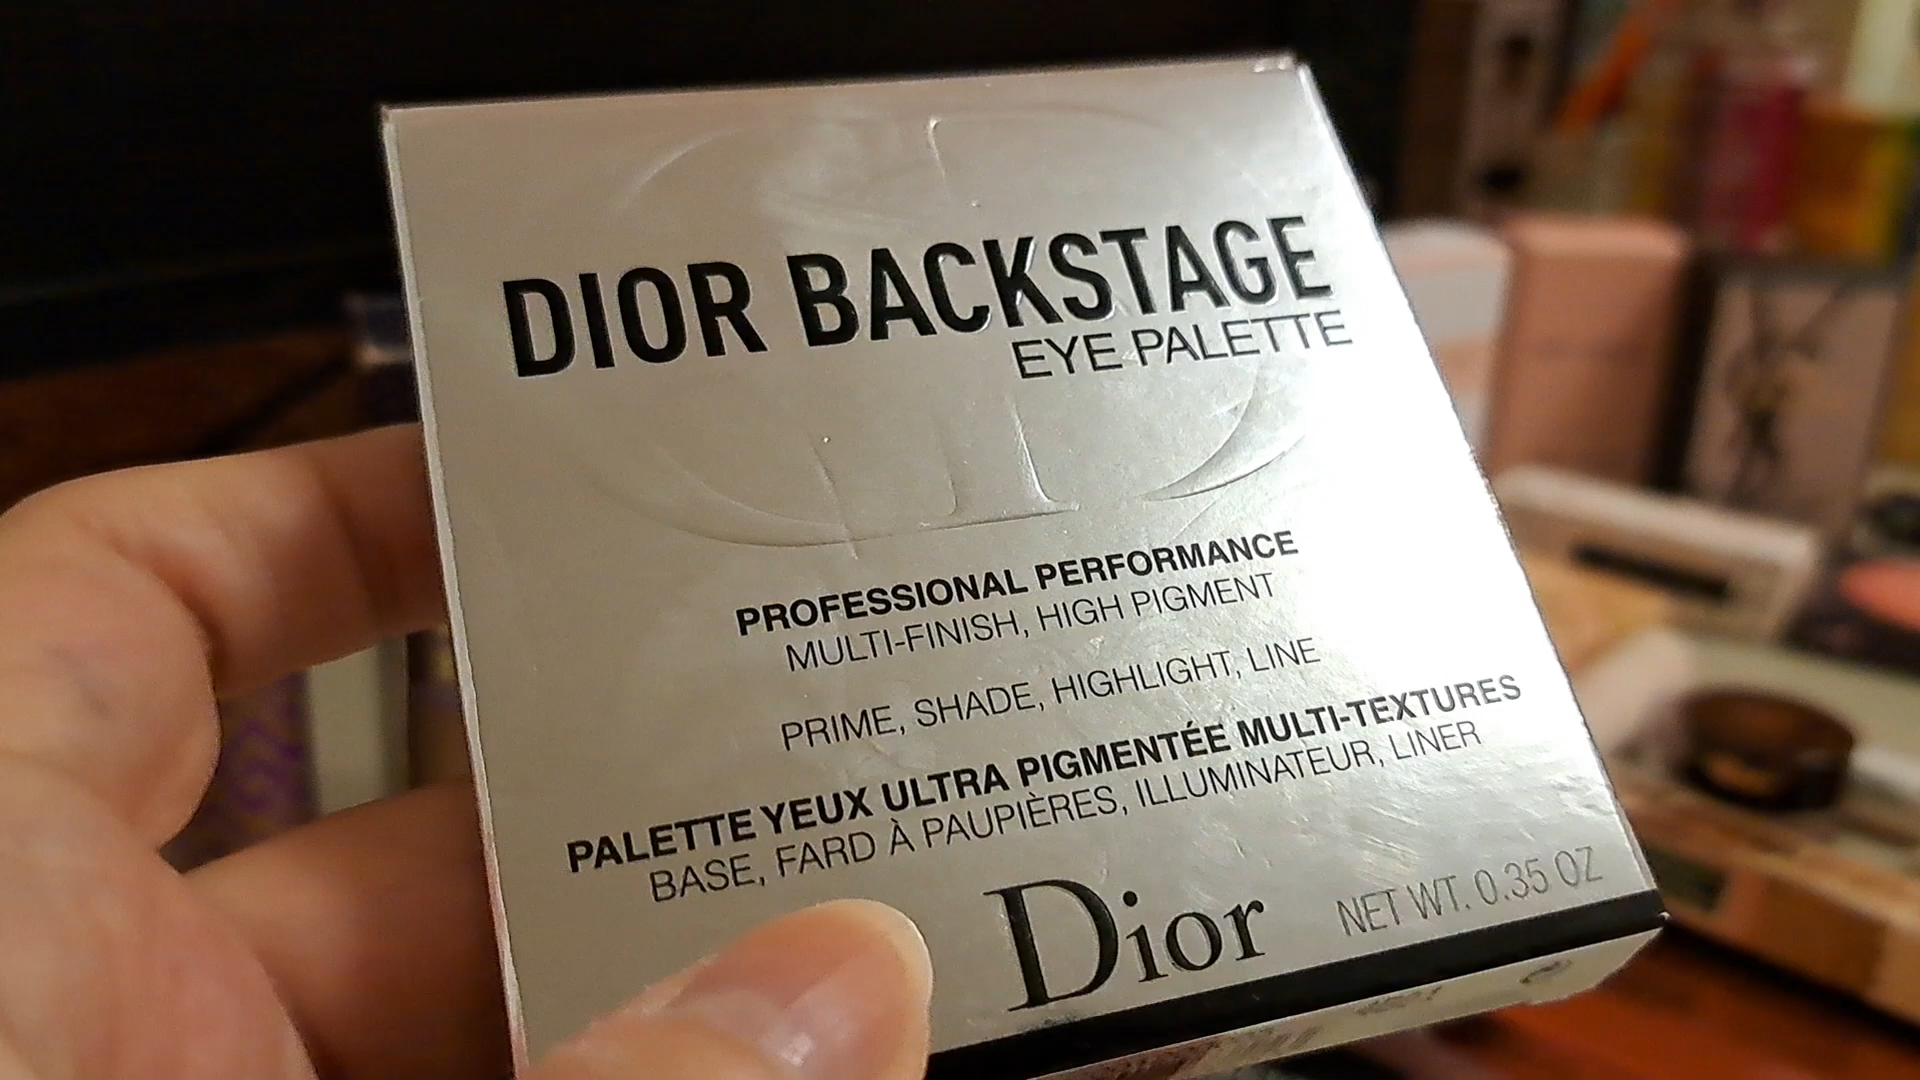 DIOR BACKSTAGE
EYE PALETTE
PROFESSIONAL PERFORMANCE
MULTI-FINISH, HIGH PIGMENT
PRIME, SHADE, HIGHLIGHT, LINE
PALETTE YEUX ULTRA PIGMENTÉE MULTI-TEXTURES
BASE, FARD À PAUPIÈRES, ILLUMINATEUR, LINER
Dior
NET WT. 0.35 OZ